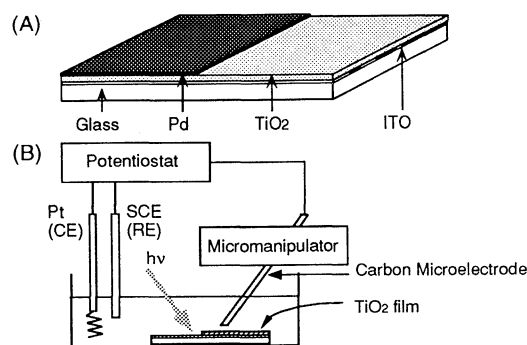 (A)
Glass
Pd
TiO2
ITO
(B)
Potentiostat
Pt
(CE)
SCE
(RE)
Micromanipulator
hν
Carbon Microelectrode
TiO2 film